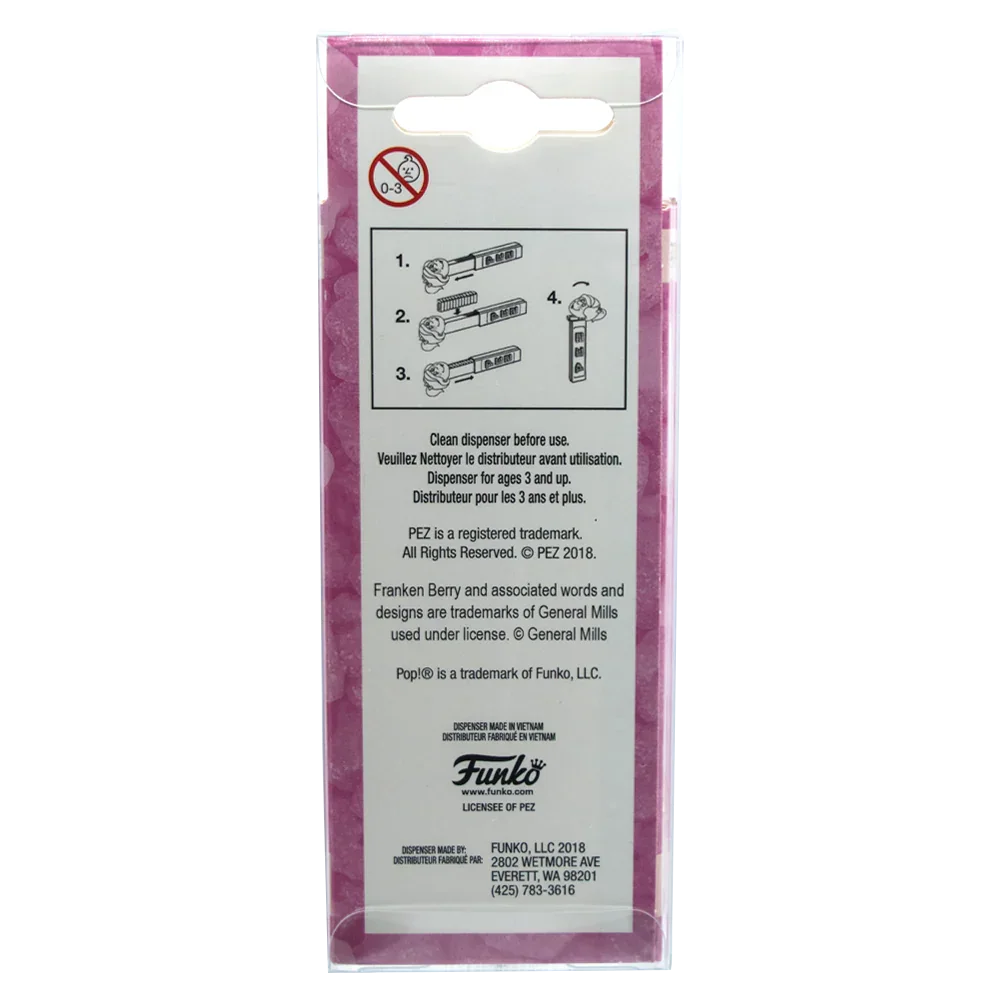 0-3
1.
2.
3.
4.
PEZ
PEZ
PEZ
PEZ
Clean dispenser before use.
Veuillez Nettoyer le distributeur avant utilisation.
Dispenser for ages 3 and up.
Distributeur pour les 3 ans et plus.
PEZ is a registered trademark.
All Rights Reserved. © PEZ 2018.
Franken Berry and associated words and
designs are trademarks of General Mills
used under license. © General Mills
Pop!® is a trademark of Funko, LLC.
DISPENSER MADE IN VIETNAM
DISTRIBUTEUR FABRIQUÉ EN VIETNAM
Funko
www.funko.com
LICENSEE OF PEZ
DISPENSER MADE BY:
DISTRIBUTEUR FABRIQUÉ PAR:
FUNKO, LLC 2018
2802 WETMORE AVE
EVERETT, WA 98201
(425) 783-3616